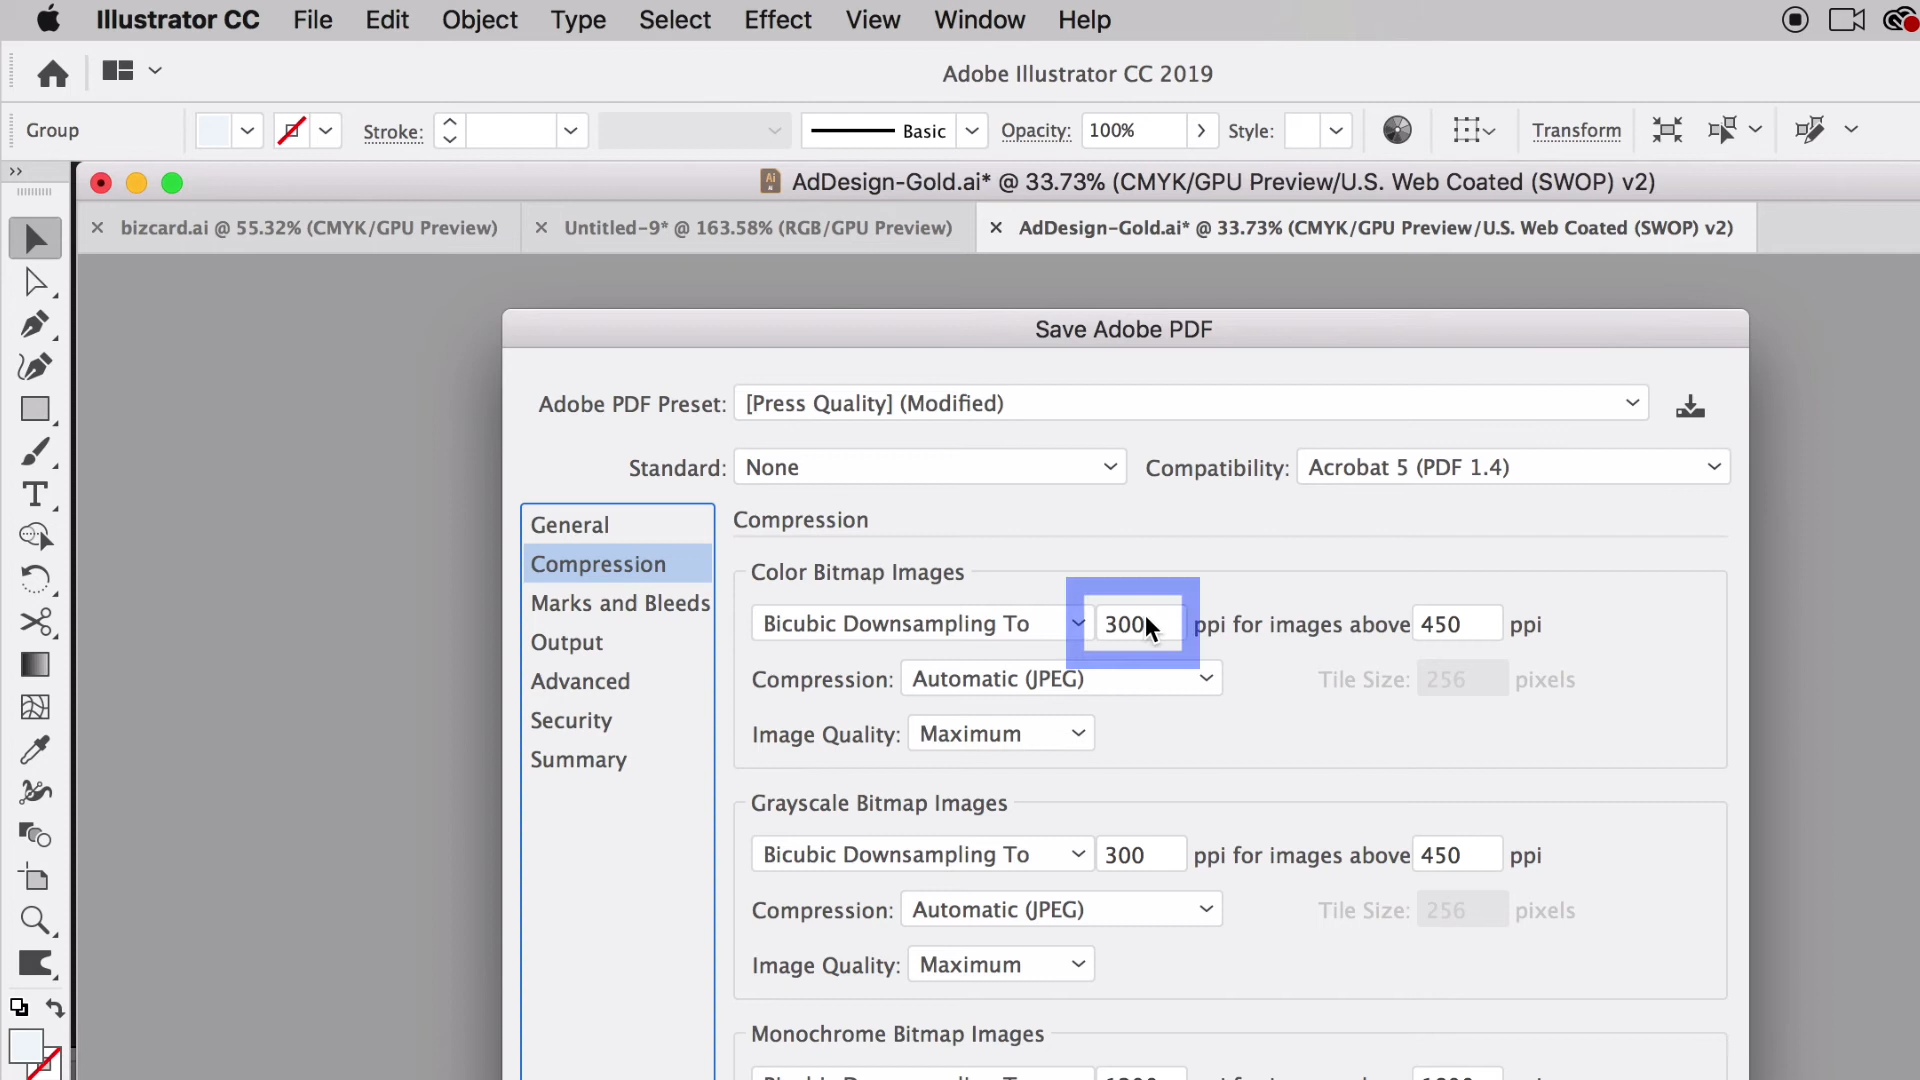 Illustrator CC File Edit Object Type Select Effect View Window Help
Adobe Illustrator CC 2019
Group Stroke: Basic Opacity: 100% Style: Transform
AdDesign-Gold.ai* @ 33.73% (CMYK/GPU Preview/U.S. Web Coated (SWOP) v2)
bizcard.ai @ 55.32% (CMYK/GPU Preview) Untitled-9* @ 163.58% (RGB/GPU Preview) AdDesign-Gold.ai* @ 33.73% (CMYK/GPU Preview/U.S. Web Coated (SWOP) v2)
Save Adobe PDF
Adobe PDF Preset: [Press Quality] (Modified)
Standard: None Compatibility: Acrobat 5 (PDF 1.4)
General
Compression
Marks and Bleeds
Output
Advanced
Security
Summary
Compression
Color Bitmap Images
Bicubic Downsampling To 300 ppi for images above 450 ppi
Compression: Automatic (JPEG) Tile Size: 256 pixels
Image Quality: Maximum
Grayscale Bitmap Images
Bicubic Downsampling To 300 ppi for images above 450 ppi
Compression: Automatic (JPEG) Tile Size: 256 pixels
Image Quality: Maximum
Monochrome Bitmap Images